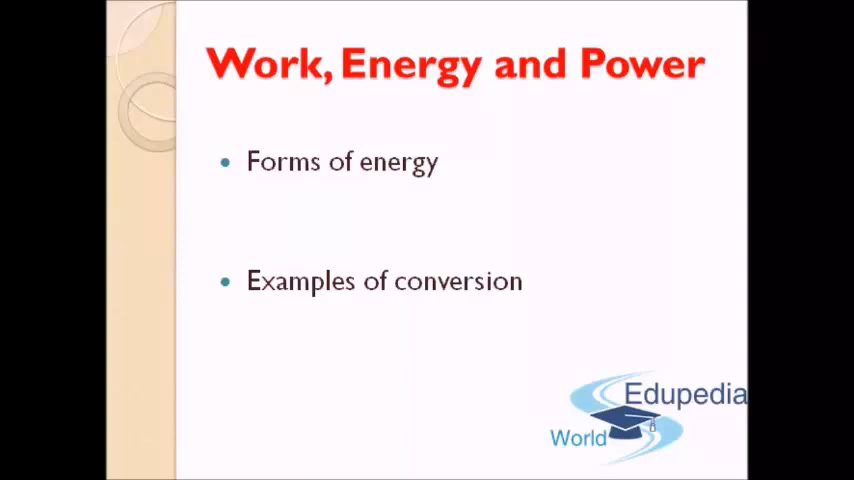 Work, Energy and Power
Forms of energy
Examples of conversion
Edupedia
World